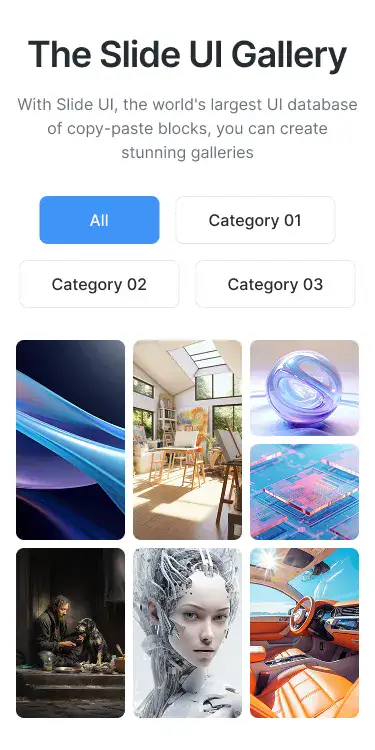 The Slide UI Gallery
With Slide UI, the world's largest UI database
of copy-paste blocks, you can create
stunning galleries
All
Category 01
Category 02
Category 03